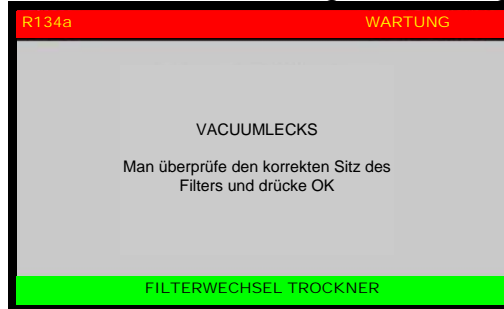 R134a WARTUNG
VACUUMLECKS
Man überprüfe den korrekten Sitz des
Filters und drücke OK
FILTERWECHSEL TROCKNER